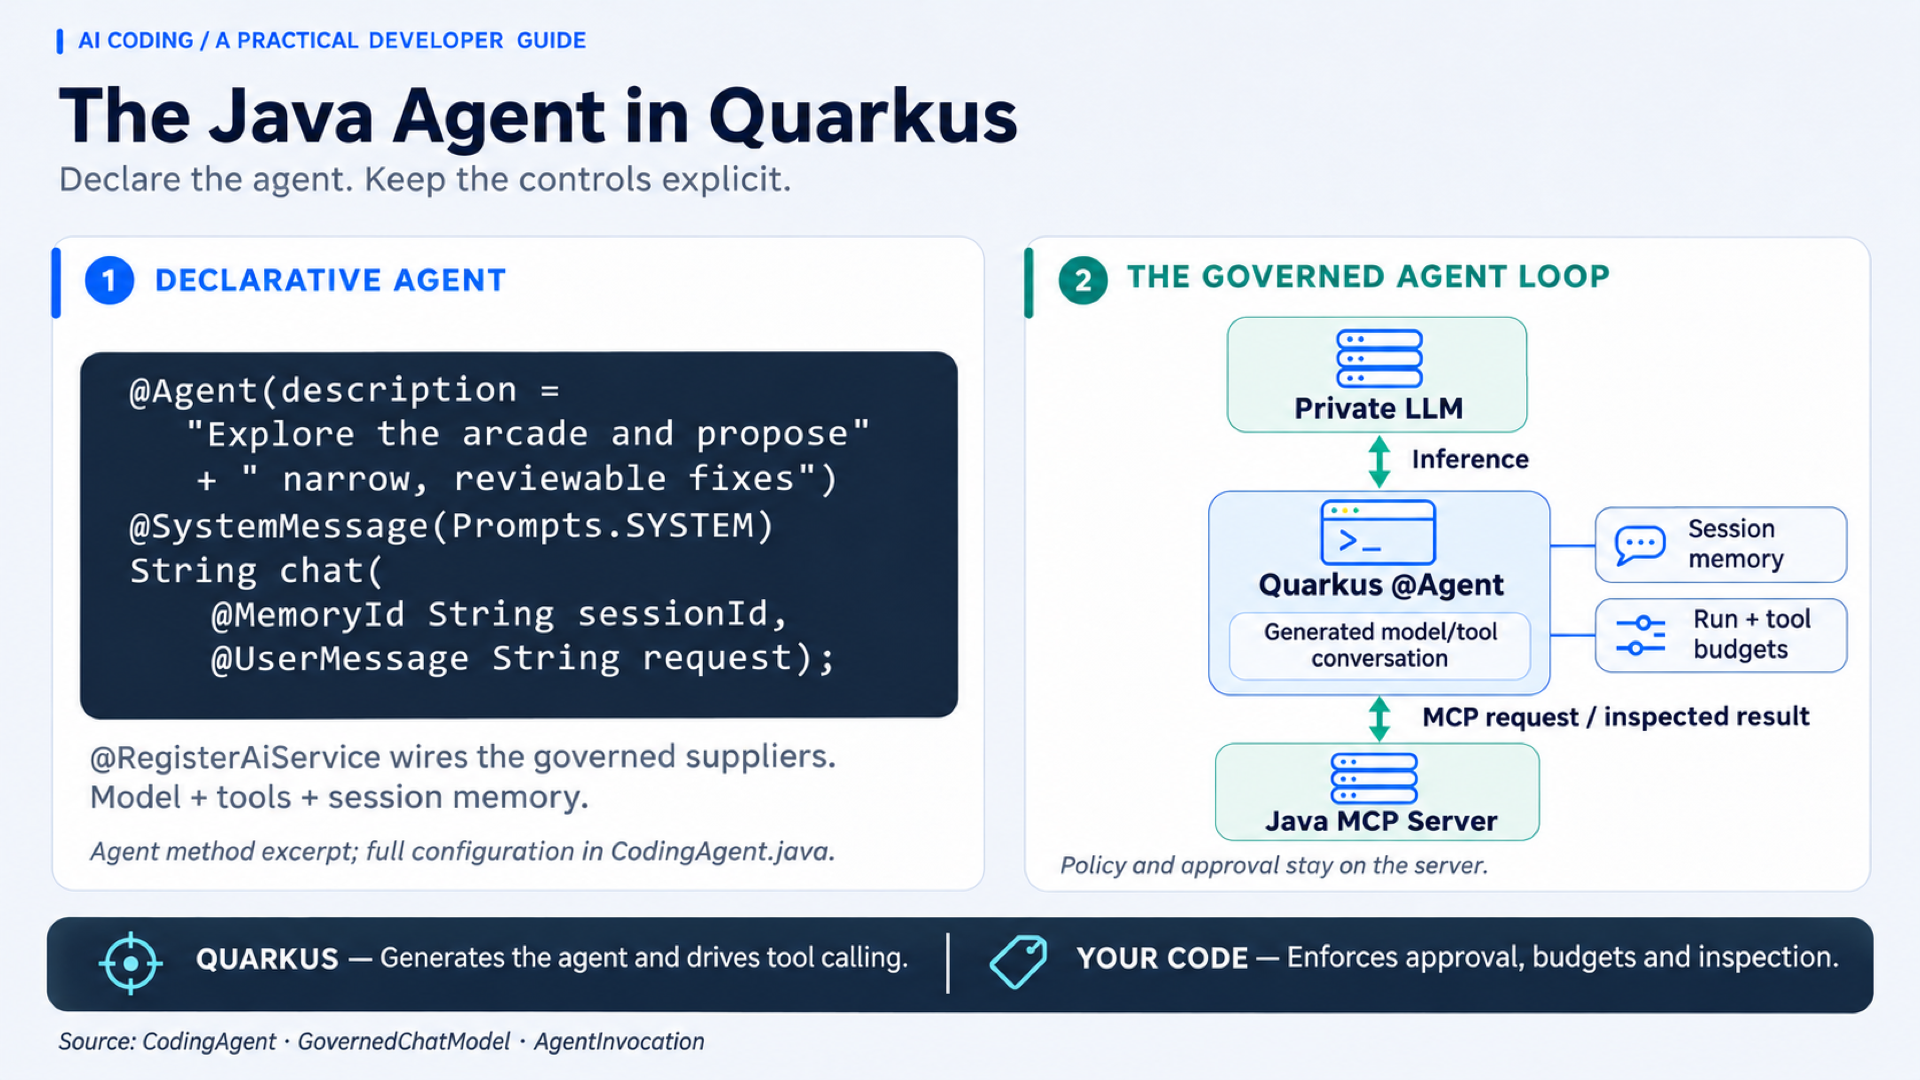 AI CODING / A PRACTICAL DEVELOPER GUIDE
The Java Agent in Quarkus
Declare the agent. Keep the controls explicit.
1 DECLARATIVE AGENT
@Agent(description =
"Explore the arcade and propose"
+ " narrow, reviewable fixes")
@SystemMessage(Prompts.SYSTEM)
String chat(
@MemoryId String sessionId,
@UserMessage String request);
@RegisterAiService wires the governed suppliers.
Model + tools + session memory.
Agent method excerpt; full configuration in CodingAgent.java.
2 THE GOVERNED AGENT LOOP
Private LLM
Inference
>_
Quarkus @Agent
Generated model/tool
conversation
Session
memory
Run + tool
budgets
MCP request / inspected result
Java MCP Server
Policy and approval stay on the server.
QUARKUS — Generates the agent and drives tool calling.
YOUR CODE — Enforces approval, budgets and inspection.
Source: CodingAgent · GovernedChatModel · AgentInvocation